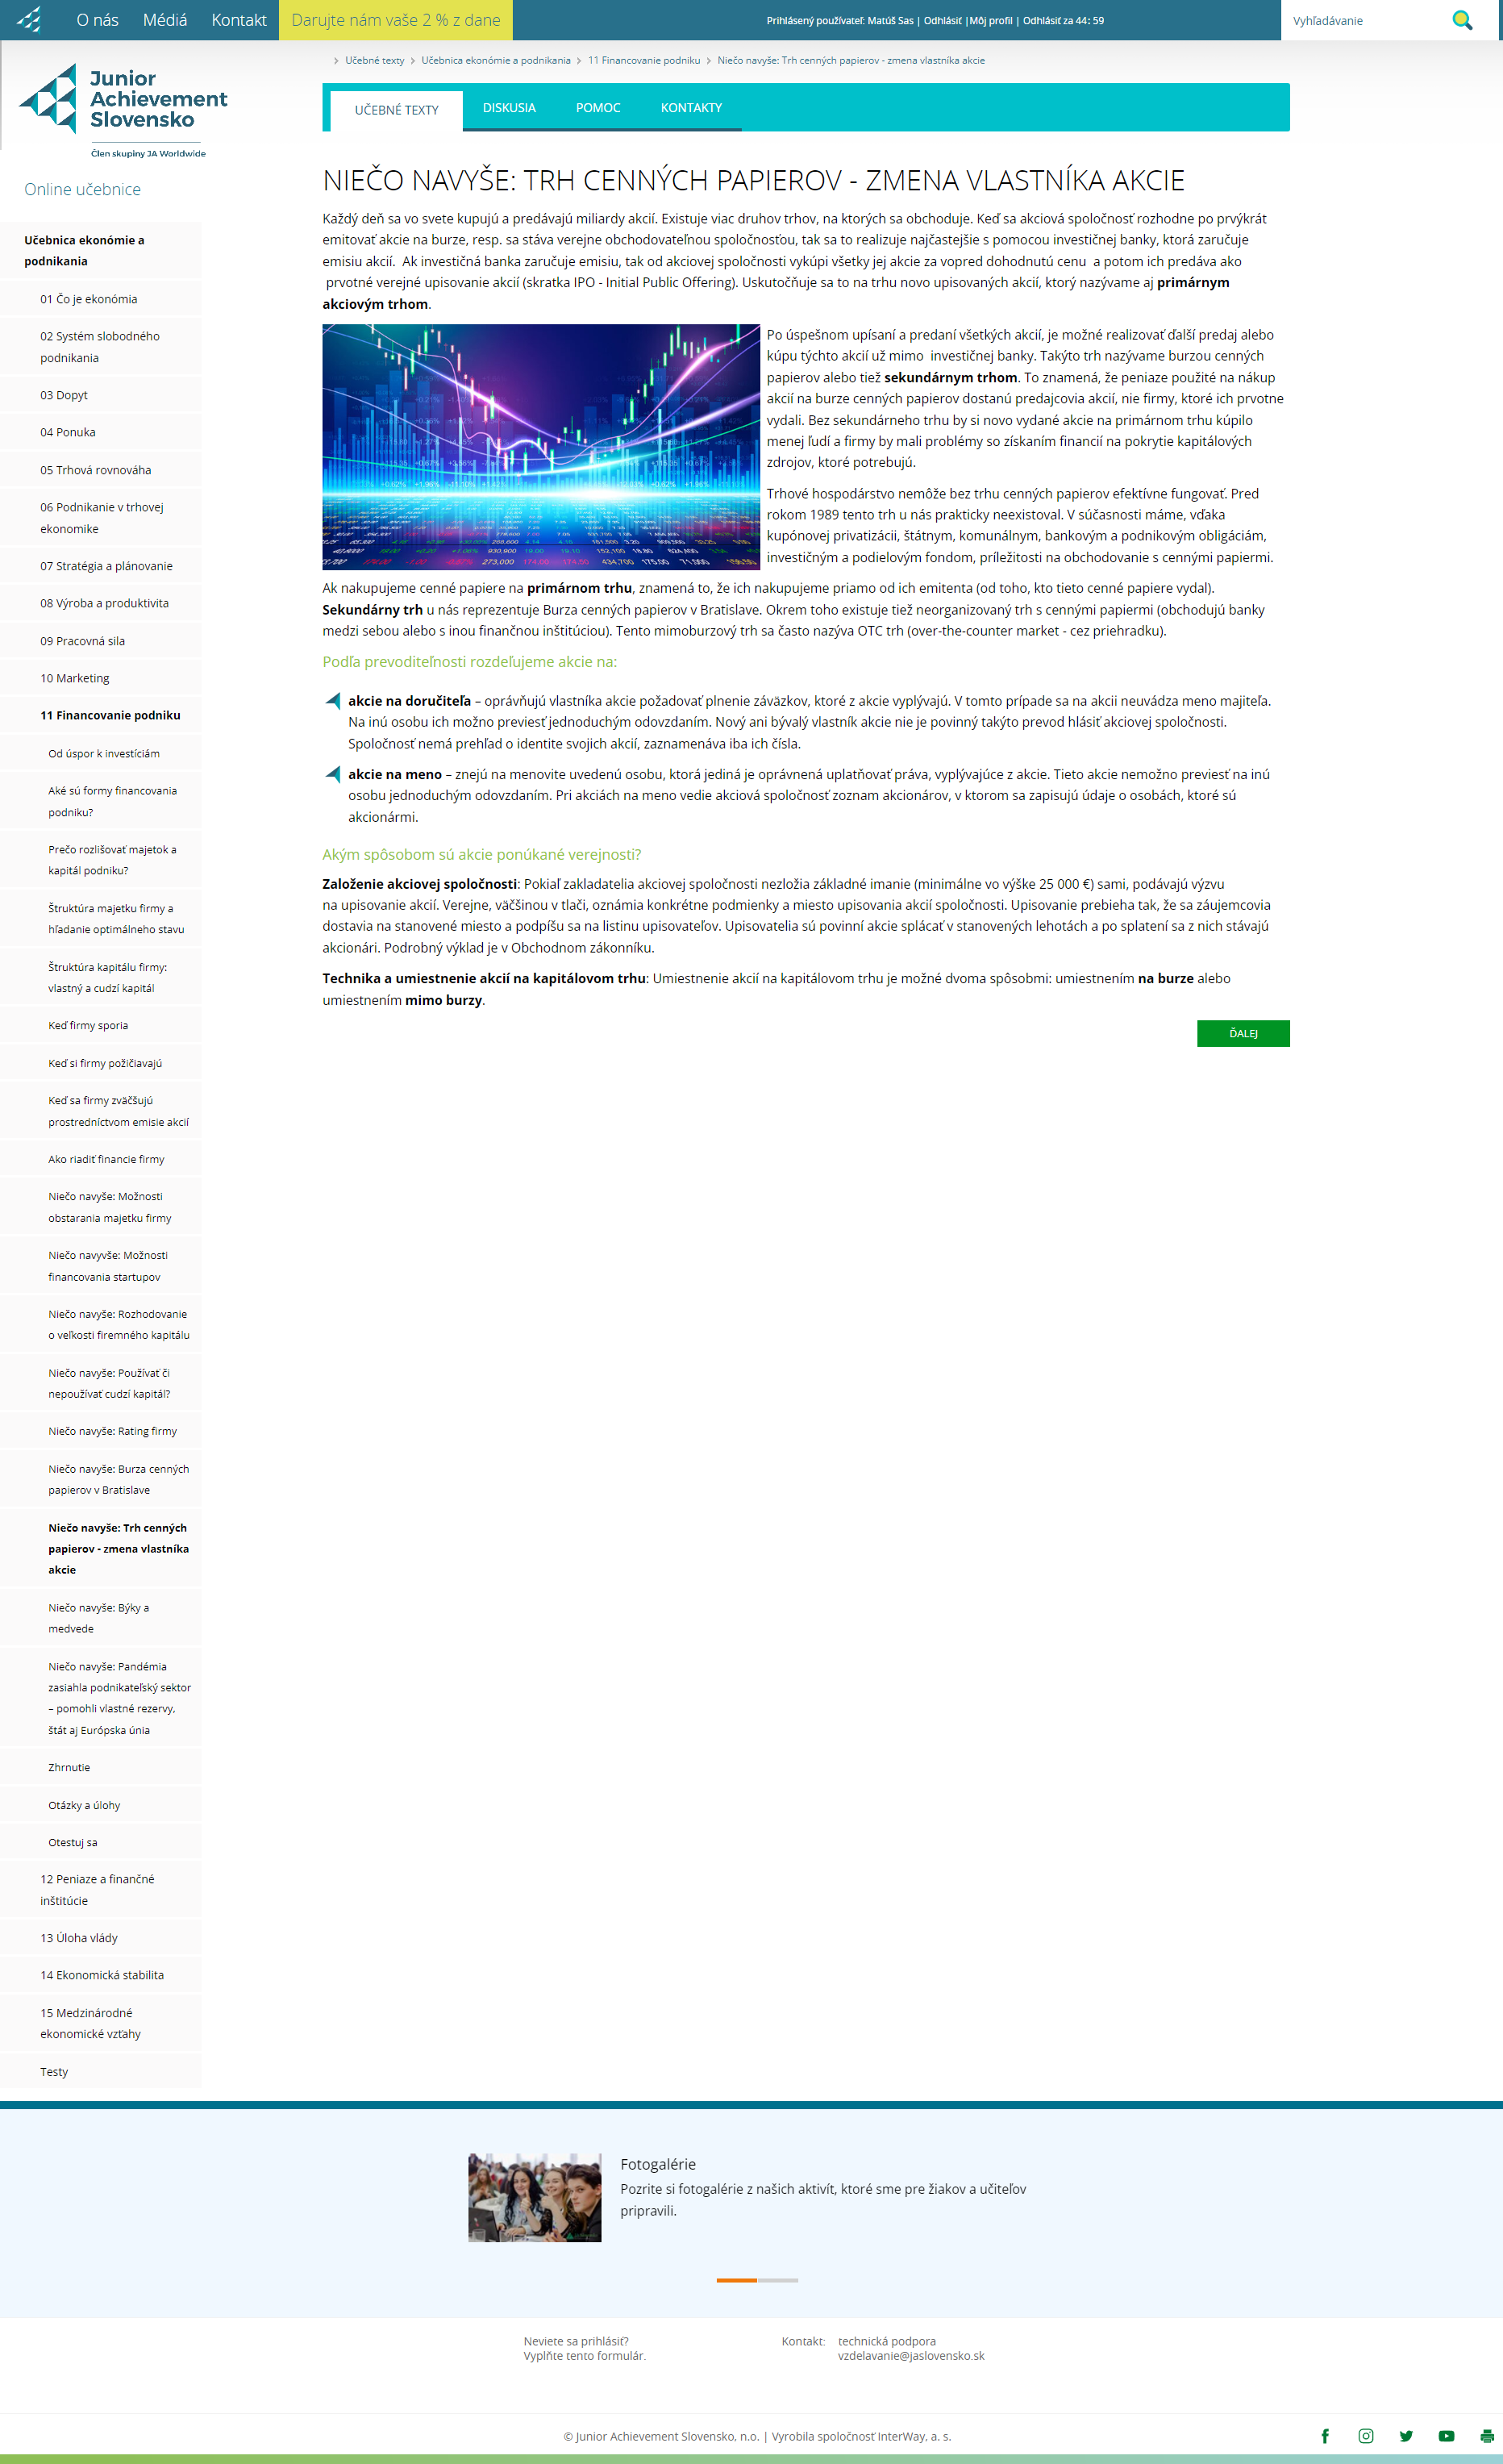 O nás Médiá Kontakt Darujte nám vaše 2 % z dane Prihlásený používateľ: Matúš Sas | Odhlásiť |Môj profil | Odhlásiť za 44: 59 Vyhľadávanie
Učebné texty Učebnica ekonómie a podnikania 11 Financovanie podniku Niečo navyše: Trh cenných papierov - zmena vlastníka akcie
Junior
Achievement
Slovensko
Člen skupiny JA Worldwide
UČEBNÉ TEXTY DISKUSIA POMOC KONTAKTY
Online učebnice
Učebnica ekonómie a
podnikania
01 Čo je ekonómia
02 Systém slobodného
podnikania
03 Dopyt
04 Ponuka
05 Trhová rovnováha
06 Podnikanie v trhovej
ekonomike
07 Stratégia a plánovanie
08 Výroba a produktivita
09 Pracovná sila
10 Marketing
11 Financovanie podniku
Od úspor k investíciám
Aké sú formy financovania
podniku?
Prečo rozlišovať majetok a
kapitál podniku?
Štruktúra majetku firmy a
hľadanie optimálneho stavu
Štruktúra kapitálu firmy:
vlastný a cudzí kapitál
Keď firmy sporia
Keď si firmy požičiavajú
Keď sa firmy zväčšujú
prostredníctvom emisie akcií
Ako riadiť financie firmy
Niečo navyše: Možnosti
obstarania majetku firmy
Niečo navyvše: Možnosti
financovania startupov
Niečo navyše: Rozhodovanie
o veľkosti firemného kapitálu
Niečo navyše: Používať či
nepoužívať cudzí kapitál?
Niečo navyše: Rating firmy
Niečo navyše: Burza cenných
papierov v Bratislave
Niečo navyše: Trh cenných
papierov - zmena vlastníka
akcie
Niečo navyše: Býky a
medvede
Niečo navyše: Pandémia
zasiahla podnikateľský sektor
– pomohli vlastné rezervy,
štát aj Európska únia
Zhrnutie
Otázky a úlohy
Otestuj sa
12 Peniaze a finančné
inštitúcie
13 Úloha vlády
14 Ekonomická stabilita
15 Medzinárodné
ekonomické vzťahy
Testy
NIEČO NAVYŠE: TRH CENNÝCH PAPIEROV - ZMENA VLASTNÍKA AKCIE
Každý deň sa vo svete kupujú a predávajú miliardy akcií. Existuje viac druhov trhov, na ktorých sa obchoduje. Keď sa akciová spoločnosť rozhodne po prvýkrát
emitovať akcie na burze, resp. sa stáva verejne obchodovateľnou spoločnosťou, tak sa to realizuje najčastejšie s pomocou investičnej banky, ktorá zaručuje
emisiu akcií. Ak investičná banka zaručuje emisiu, tak od akciovej spoločnosti vykúpi všetky jej akcie za vopred dohodnutú cenu a potom ich predáva ako
prvotné verejné upisovanie akcií (skratka IPO - Initial Public Offering). Uskutočňuje sa to na trhu novo upisovaných akcií, ktorý nazývame aj primárnym
akciovým trhom.
Po úspešnom upísaní a predaní všetkých akcií, je možné realizovať ďalší predaj alebo
kúpu týchto akcií už mimo investičnej banky. Takýto trh nazývame burzou cenných
papierov alebo tiež sekundárnym trhom. To znamená, že peniaze použité na nákup
akcií na burze cenných papierov dostanú predajcovia akcií, nie firmy, ktoré ich prvotne
vydali. Bez sekundárneho trhu by si novo vydané akcie na primárnom trhu kúpilo
menej ľudí a firmy by mali problémy so získaním financií na pokrytie kapitálových
zdrojov, ktoré potrebujú.
Trhové hospodárstvo nemôže bez trhu cenných papierov efektívne fungovať. Pred
rokom 1989 tento trh u nás prakticky neexistoval. V súčasnosti máme, vďaka
kupónovej privatizácii, štátnym, komunálnym, bankovým a podnikovým obligáciám,
investičným a podielovým fondom, príležitosti na obchodovanie s cennými papiermi.
Ak nakupujeme cenné papiere na primárnom trhu, znamená to, že ich nakupujeme priamo od ich emitenta (od toho, kto tieto cenné papiere vydal).
Sekundárny trh u nás reprezentuje Burza cenných papierov v Bratislave. Okrem toho existuje tiež neorganizovaný trh s cennými papiermi (obchodujú banky
medzi sebou alebo s inou finančnou inštitúciou). Tento mimoburzový trh sa často nazýva OTC trh (over-the-counter market - cez priehradku).
Podľa prevoditeľnosti rozdeľujeme akcie na:
akcie na doručiteľa – oprávňujú vlastníka akcie požadovať plnenie záväzkov, ktoré z akcie vyplývajú. V tomto prípade sa na akcii neuvádza meno majiteľa.
Na inú osobu ich možno previesť jednoduchým odovzdaním. Nový ani bývalý vlastník akcie nie je povinný takýto prevod hlásiť akciovej spoločnosti.
Spoločnosť nemá prehľad o identite svojich akcií, zaznamenáva iba ich čísla.
akcie na meno – znejú na menovite uvedenú osobu, ktorá jediná je oprávnená uplatňovať práva, vyplývajúce z akcie. Tieto akcie nemožno previesť na inú
osobu jednoduchým odovzdaním. Pri akciách na meno vedie akciová spoločnosť zoznam akcionárov, v ktorom sa zapisujú údaje o osobách, ktoré sú
akcionármi.
Akým spôsobom sú akcie ponúkané verejnosti?
Založenie akciovej spoločnosti: Pokiaľ zakladatelia akciovej spoločnosti nezložia základné imanie (minimálne vo výške 25 000 €) sami, podávajú výzvu
na upisovanie akcií. Verejne, väčšinou v tlači, oznámia konkrétne podmienky a miesto upisovania akcií spoločnosti. Upisovanie prebieha tak, že sa záujemcovia
dostavia na stanovené miesto a podpíšu sa na listinu upisovateľov. Upisovatelia sú povinní akcie splácať v stanovených lehotách a po splatení sa z nich stávajú
akcionári. Podrobný výklad je v Obchodnom zákonníku.
Technika a umiestnenie akcií na kapitálovom trhu: Umiestnenie akcií na kapitálovom trhu je možné dvoma spôsobmi: umiestnením na burze alebo
umiestnením mimo burzy.
ĎALEJ
Fotogalérie
Pozrite si fotogalérie z našich aktivít, ktoré sme pre žiakov a učiteľov
pripravili.
Neviete sa prihlásiť?
Vyplňte tento formulár.
Kontakt: technická podpora
vzdelavanie@jaslovensko.sk
© Junior Achievement Slovensko, n.o. | Vyrobila spoločnosť InterWay, a. s.